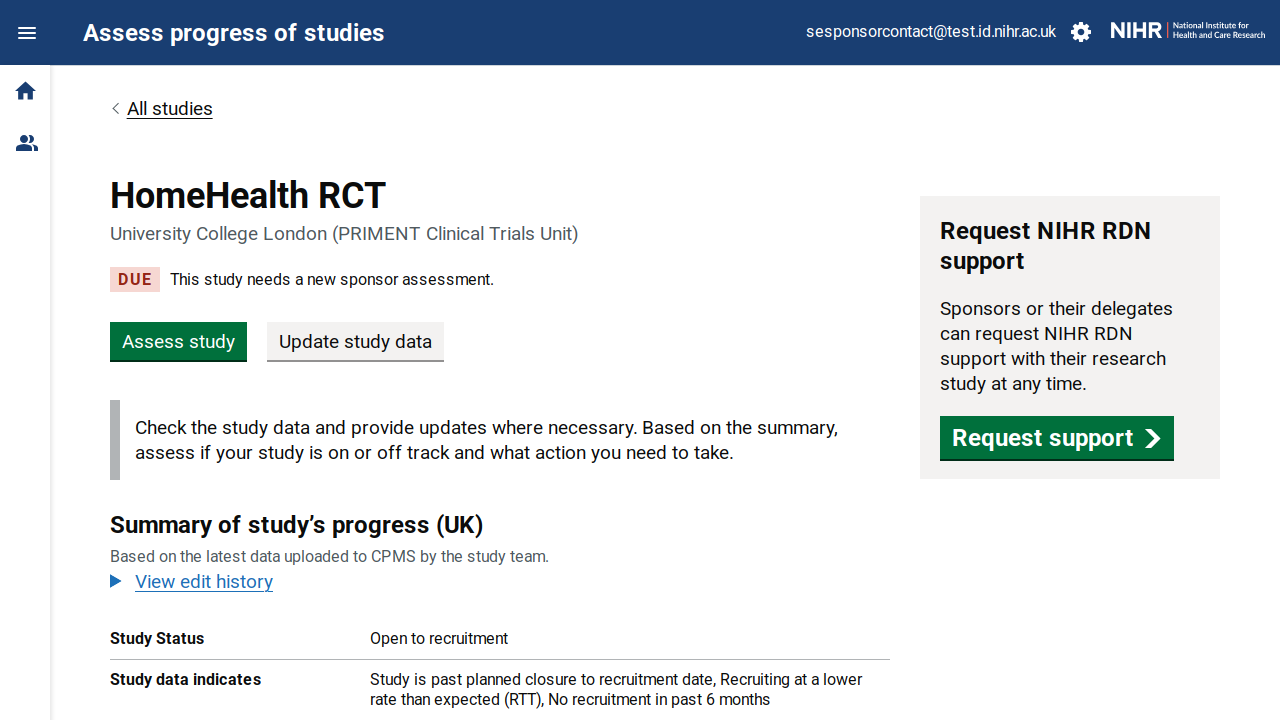 Assess progress of studies
sesponsorcontact@test.id.nihr.ac.uk
NIHR
National Institute for
Health and Care Research
All studies
HomeHealth RCT
University College London (PRIMENT Clinical Trials Unit)
DUE This study needs a new sponsor assessment.
Assess study
Update study data
Check the study data and provide updates where necessary. Based on the summary,
assess if your study is on or off track and what action you need to take.
Summary of study’s progress (UK)
Based on the latest data uploaded to CPMS by the study team.
View edit history
Study Status Open to recruitment
Study data indicates Study is past planned closure to recruitment date, Recruiting at a lower
rate than expected (RTT), No recruitment in past 6 months
Request NIHR RDN
support
Sponsors or their delegates
can request NIHR RDN
support with their research
study at any time.
Request support